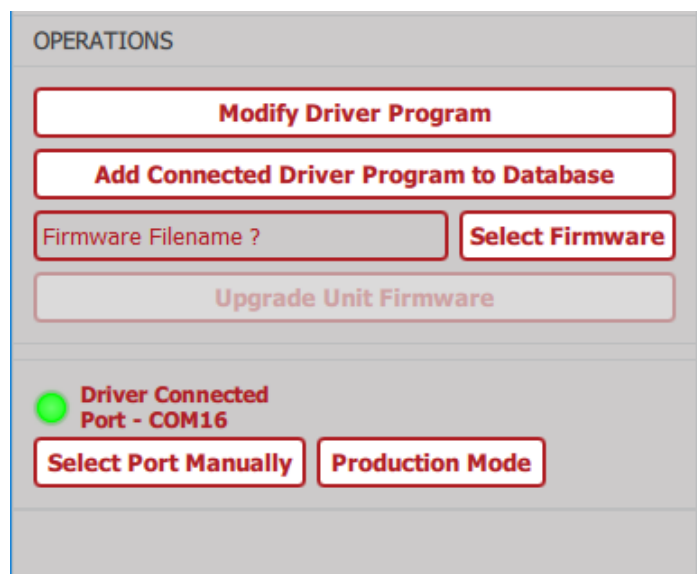 OPERATIONS
Modify Driver Program
Add Connected Driver Program to Database
Firmware Filename ?
Select Firmware
Upgrade Unit Firmware
Driver Connected
Port - COM16
Select Port Manually
Production Mode